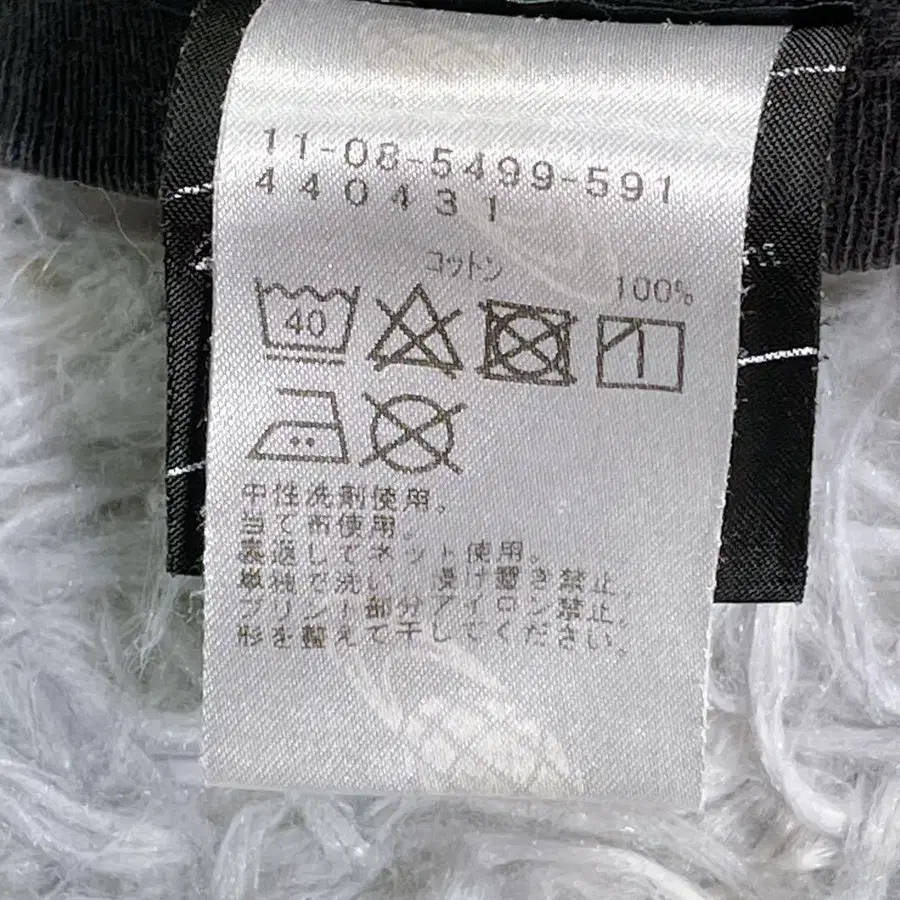 11-08-5499-591
440431
コットン 100%
40
中性洗剤使用。
当て布使用。
裏返しでネット使用。
単独で洗い、浸け置き禁止。
プリント部分アイロン禁止。
形を整えて干してください。